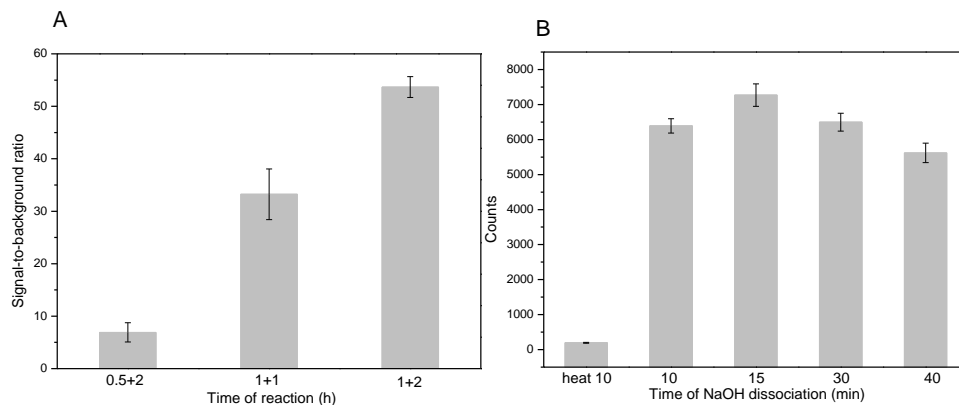 A
Signal-to-background ratio
60
50
40
30
20
10
0
0.5+2 1+1 1+2
Time of reaction (h)
B
Counts
8000
7000
6000
5000
4000
3000
2000
1000
0
heat 10 10 15 30 40
Time of NaOH dissociation (min)